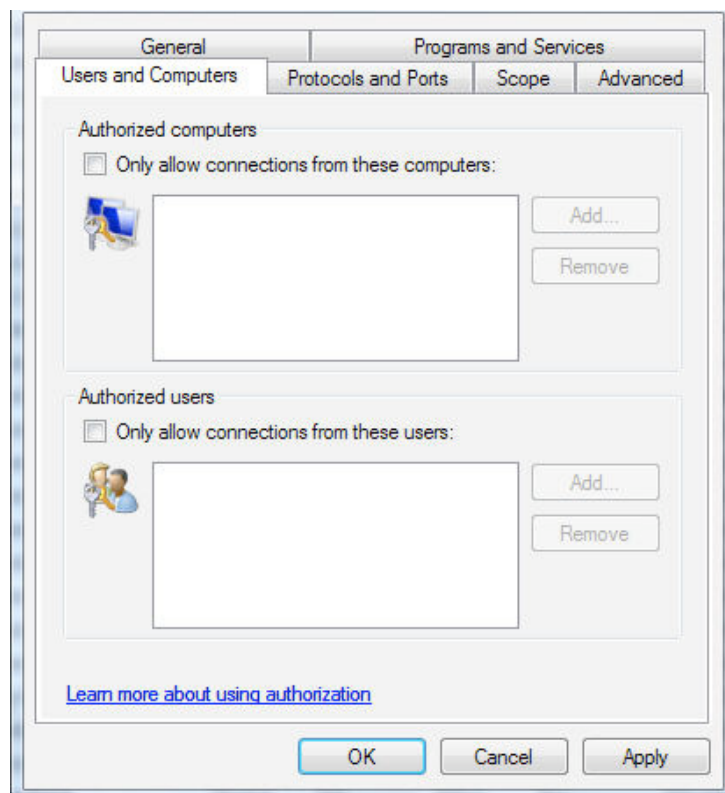 General Programs and Services
Users and Computers Protocols and Ports Scope Advanced
Authorized computers
Only allow connections from these computers:
Add...
Remove
Authorized users
Only allow connections from these users:
Add...
Remove
Learn more about using authorization
OK Cancel Apply